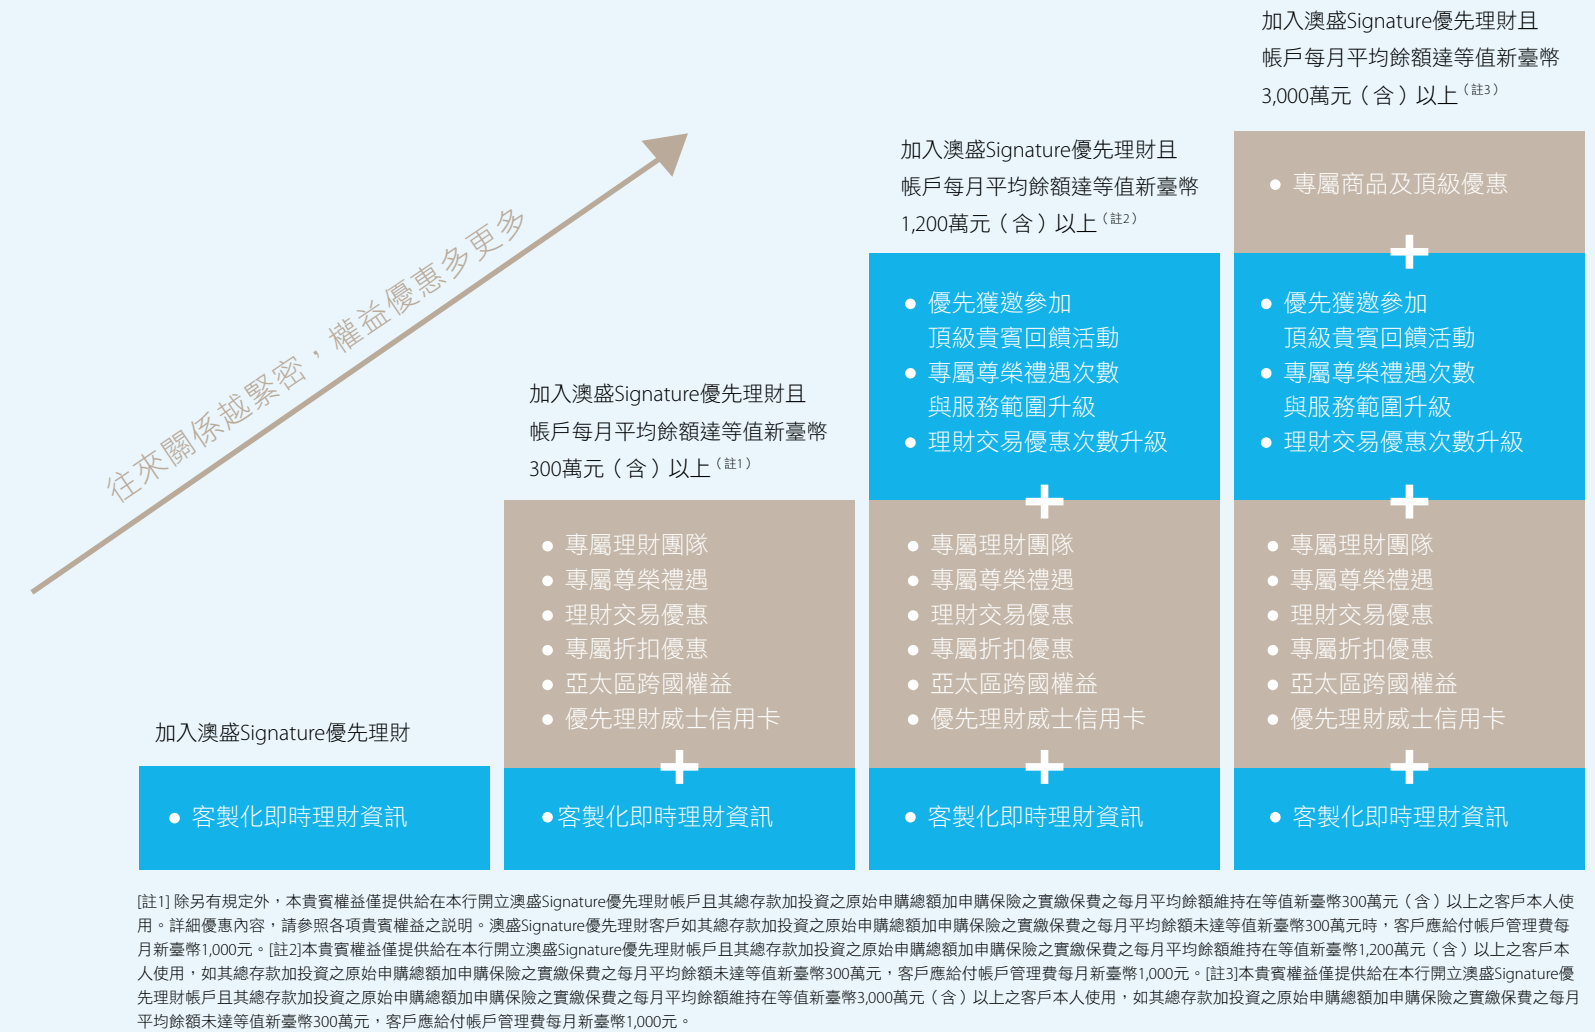 往來關係越緊密，權益優惠多更多
加入澳盛Signature優先理財
• 客製化即時理財資訊
加入澳盛Signature優先理財且
帳戶每月平均餘額達等值新臺幣
300萬元（含）以上（註1）
• 專屬理財團隊
• 專屬尊榮禮遇
• 理財交易優惠
• 專屬折扣優惠
• 亞太區跨國權益
• 優先理財威士信用卡
+
•客製化即時理財資訊
加入澳盛Signature優先理財且
帳戶每月平均餘額達等值新臺幣
1,200萬元（含）以上（註2）
• 優先獲邀參加
頂級貴賓回饋活動
• 專屬尊榮禮遇次數
與服務範圍升級
• 理財交易優惠次數升級
+
• 專屬理財團隊
• 專屬尊榮禮遇
• 理財交易優惠
• 專屬折扣優惠
• 亞太區跨國權益
• 優先理財威士信用卡
+
• 客製化即時理財資訊
加入澳盛Signature優先理財且
帳戶每月平均餘額達等值新臺幣
3,000萬元（含）以上（註3）
• 專屬商品及頂級優惠
+
• 優先獲邀參加
頂級貴賓回饋活動
• 專屬尊榮禮遇次數
與服務範圍升級
• 理財交易優惠次數升級
+
• 專屬理財團隊
• 專屬尊榮禮遇
• 理財交易優惠
• 專屬折扣優惠
• 亞太區跨國權益
• 優先理財威士信用卡
+
• 客製化即時理財資訊
[註1] 除另有規定外，本貴賓權益僅提供給在本行開立澳盛Signature優先理財帳戶且其總存款加投資之原始申購總額加申購保險之實繳保費之每月平均餘額維持在等值新臺幣300萬元（含）以上之客戶本人使
用。詳細優惠內容，請參照各項貴賓權益之說明。澳盛Signature優先理財客戶如其總存款加投資之原始申購總額加申購保險之實繳保費之每月平均餘額未達等值新臺幣300萬元時，客戶應給付帳戶管理費每
月新臺幣1,000元。[註2]本貴賓權益僅提供給在本行開立澳盛Signature優先理財帳戶且其總存款加投資之原始申購總額加申購保險之實繳保費之每月平均餘額維持在等值新臺幣1,200萬元（含）以上之客戶本
人使用，如其總存款加投資之原始申購總額加申購保險之實繳保費之每月平均餘額未達等值新臺幣300萬元，客戶應給付帳戶管理費每月新臺幣1,000元。[註3]本貴賓權益僅提供給在本行開立澳盛Signature優
先理財帳戶且其總存款加投資之原始申購總額加申購保險之實繳保費之每月平均餘額維持在等值新臺幣3,000萬元（含）以上之客戶本人使用，如其總存款加投資之原始申購總額加申購保險之實繳保費之每月
平均餘額未達等值新臺幣300萬元，客戶應給付帳戶管理費每月新臺幣1,000元。